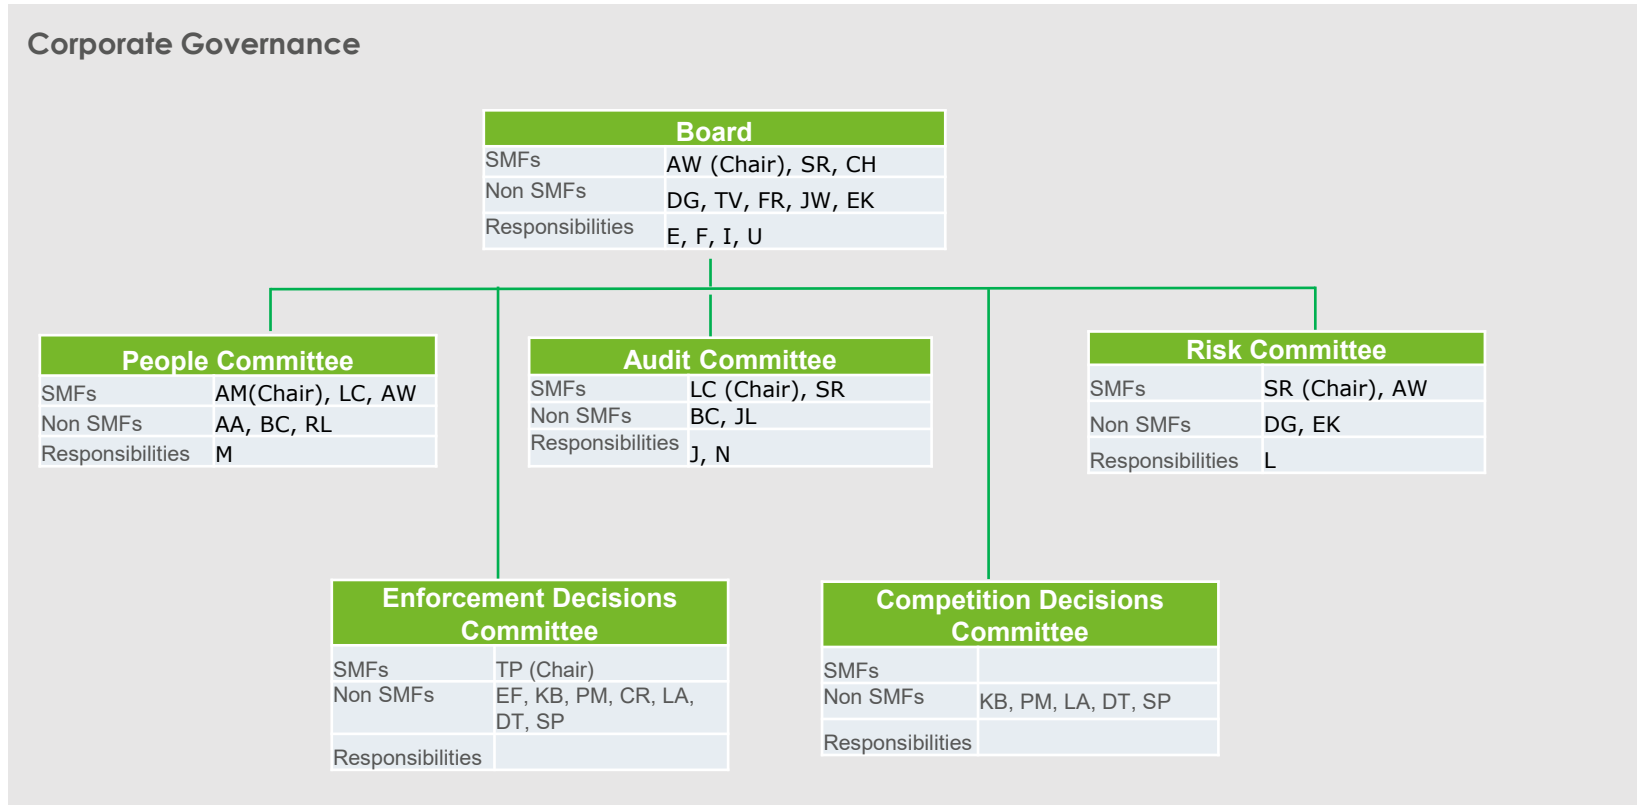 Corporate Governance
Board
SMFs AW (Chair), SR, CH
Non SMFs DG, TV, FR, JW, EK
Responsibilities E, F, I, U
People Committee
SMFs AM(Chair), LC, AW
Non SMFs AA, BC, RL
Responsibilities M
Audit Committee
SMFs LC (Chair), SR
Non SMFs BC, JL
Responsibilities J, N
Risk Committee
SMFs SR (Chair), AW
Non SMFs DG, EK
Responsibilities L
Enforcement Decisions
Committee
SMFs TP (Chair)
Non SMFs EF, KB, PM, CR, LA,
DT, SP
Responsibilities
Competition Decisions
Committee
SMFs
Non SMFs KB, PM, LA, DT, SP
Responsibilities